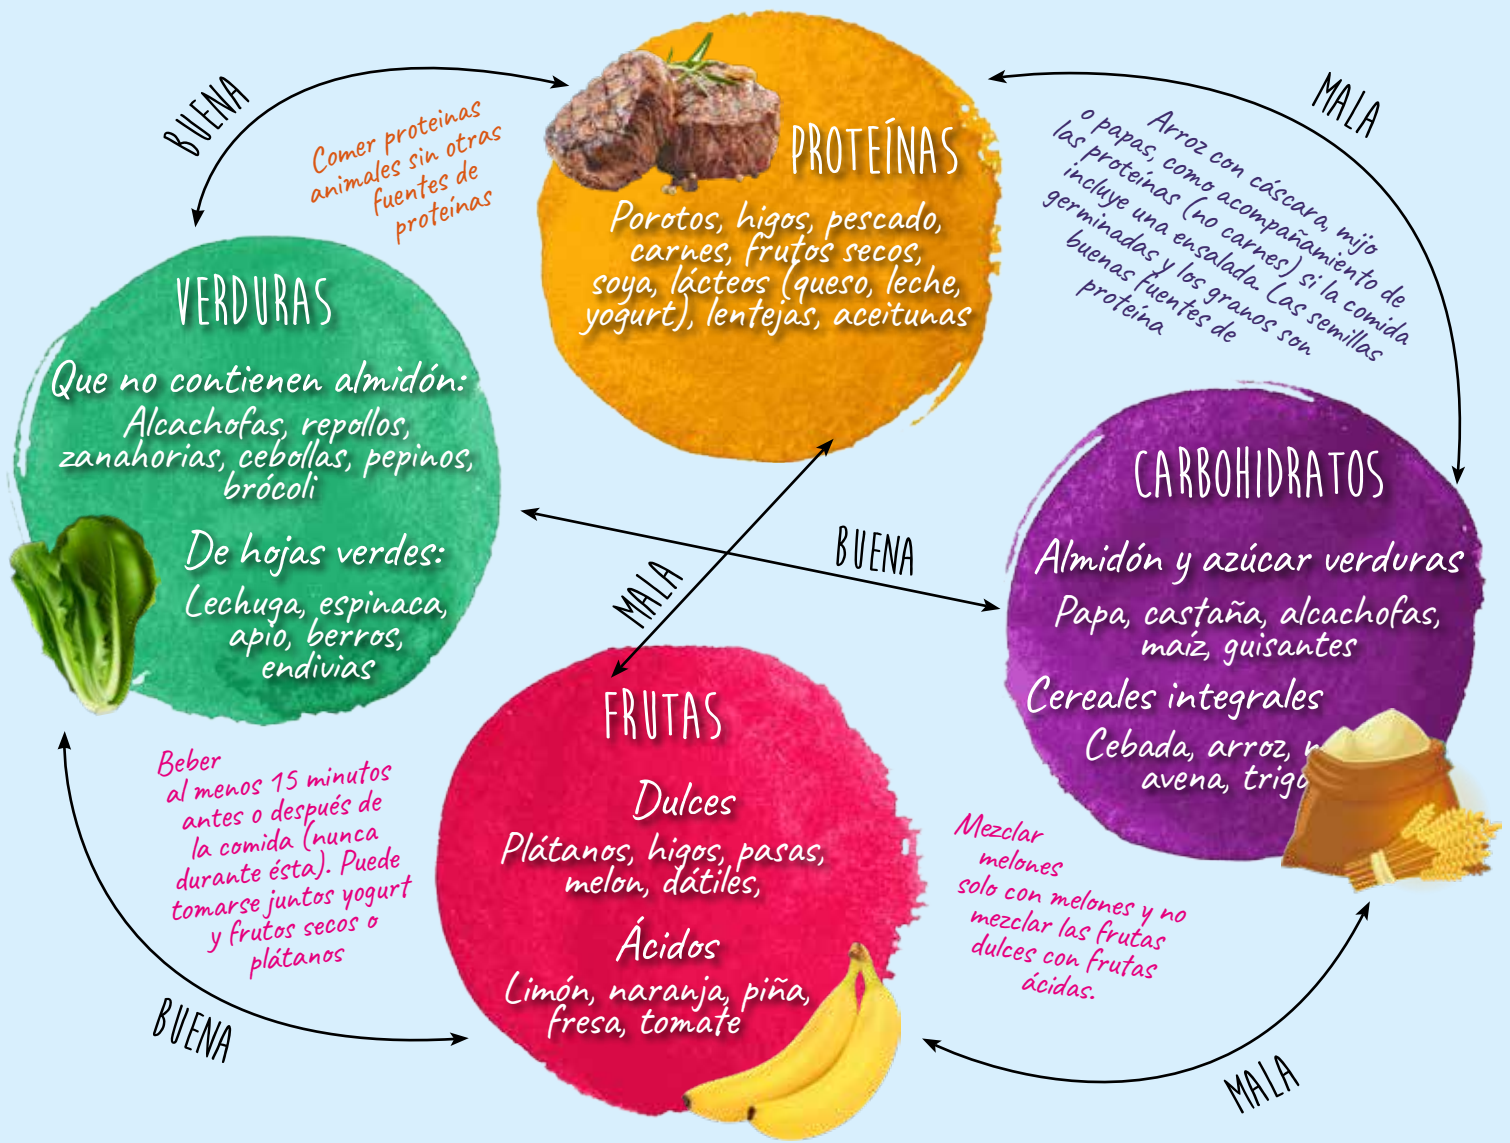 BUENA
Comer proteinas
animales sin otras
fuentes de
proteínas
PROTEÍNAS
Porotos, higos, pescado,
carnes, frutos secos,
soya, lácteos (queso, leche,
yogurt), lentejas, aceitunas
MALA
Arroz con cáscara, mijo
o papas, como acompañamiento de
las proteínas (no carnes) si la comida
incluye una ensalada. Las semillas
germinadas y los granos son
buenas fuentes de
proteína
VERDURAS
Que no contienen almidón:
Alcachofas, repollos,
zanahorias, cebollas, pepinos,
brócoli
De hojas verdes:
Lechuga, espinaca,
apio, berros,
endivias
BUENA
MALA
CARBOHIDRATOS
Almidón y azúcar verduras
Papa, castaña, alcachofas,
maíz, guisantes
Cereales integrales
Cebada, arroz,
avena, trigo
FRUTAS
Dulces
Plátanos, higos, pasas,
melon, dátiles,
Ácidos
Limón, naranja, piña,
fresa, tomate
Beber
al menos 15 minutos
antes o después de
la comida (nunca
durante ésta). Puede
tomarse juntos yogurt
y frutos secos o
plátanos
BUENA
Mezclar
melones
solo con melones y no
mezclar las frutas
dulces con frutas
ácidas.
MALA